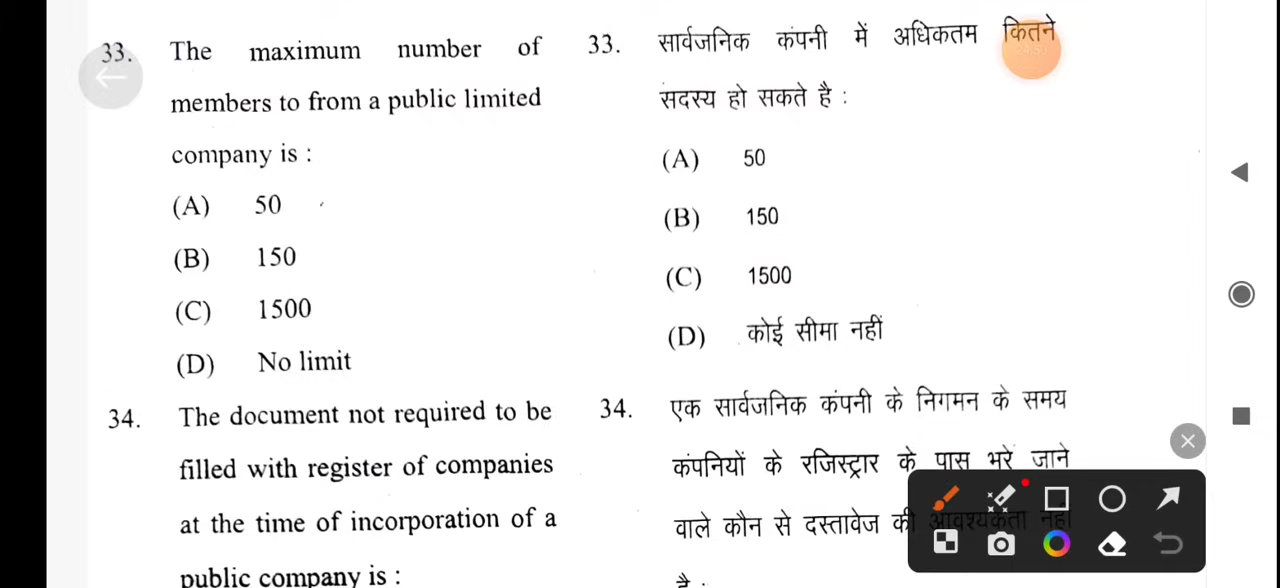 33. The maximum number of
members to from a public limited
company is :
(A) 50
(B) 150
(C) 1500
(D) No limit
34. The document not required to be
filled with register of companies
at the time of incorporation of a
public company is :
33. सार्वजनिक कंपनी में अधिकतम कितने
सदस्य हो सकते है :
(A) 50
(B) 150
(C) 1500
(D) कोई सीमा नहीं
34. एक सार्वजनिक कंपनी के निगमन के समय
कंपनियों के रजिस्ट्रार के पास भरें जाने
वाले कौन से दस्तावेज की आवश्यकता नहीं
है :